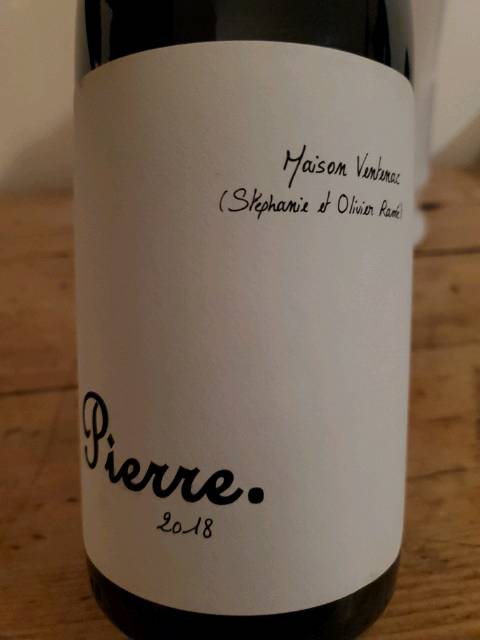 Maison Ventenac
(Stéphanie et Olivier Ramé)
Pierre.
2018